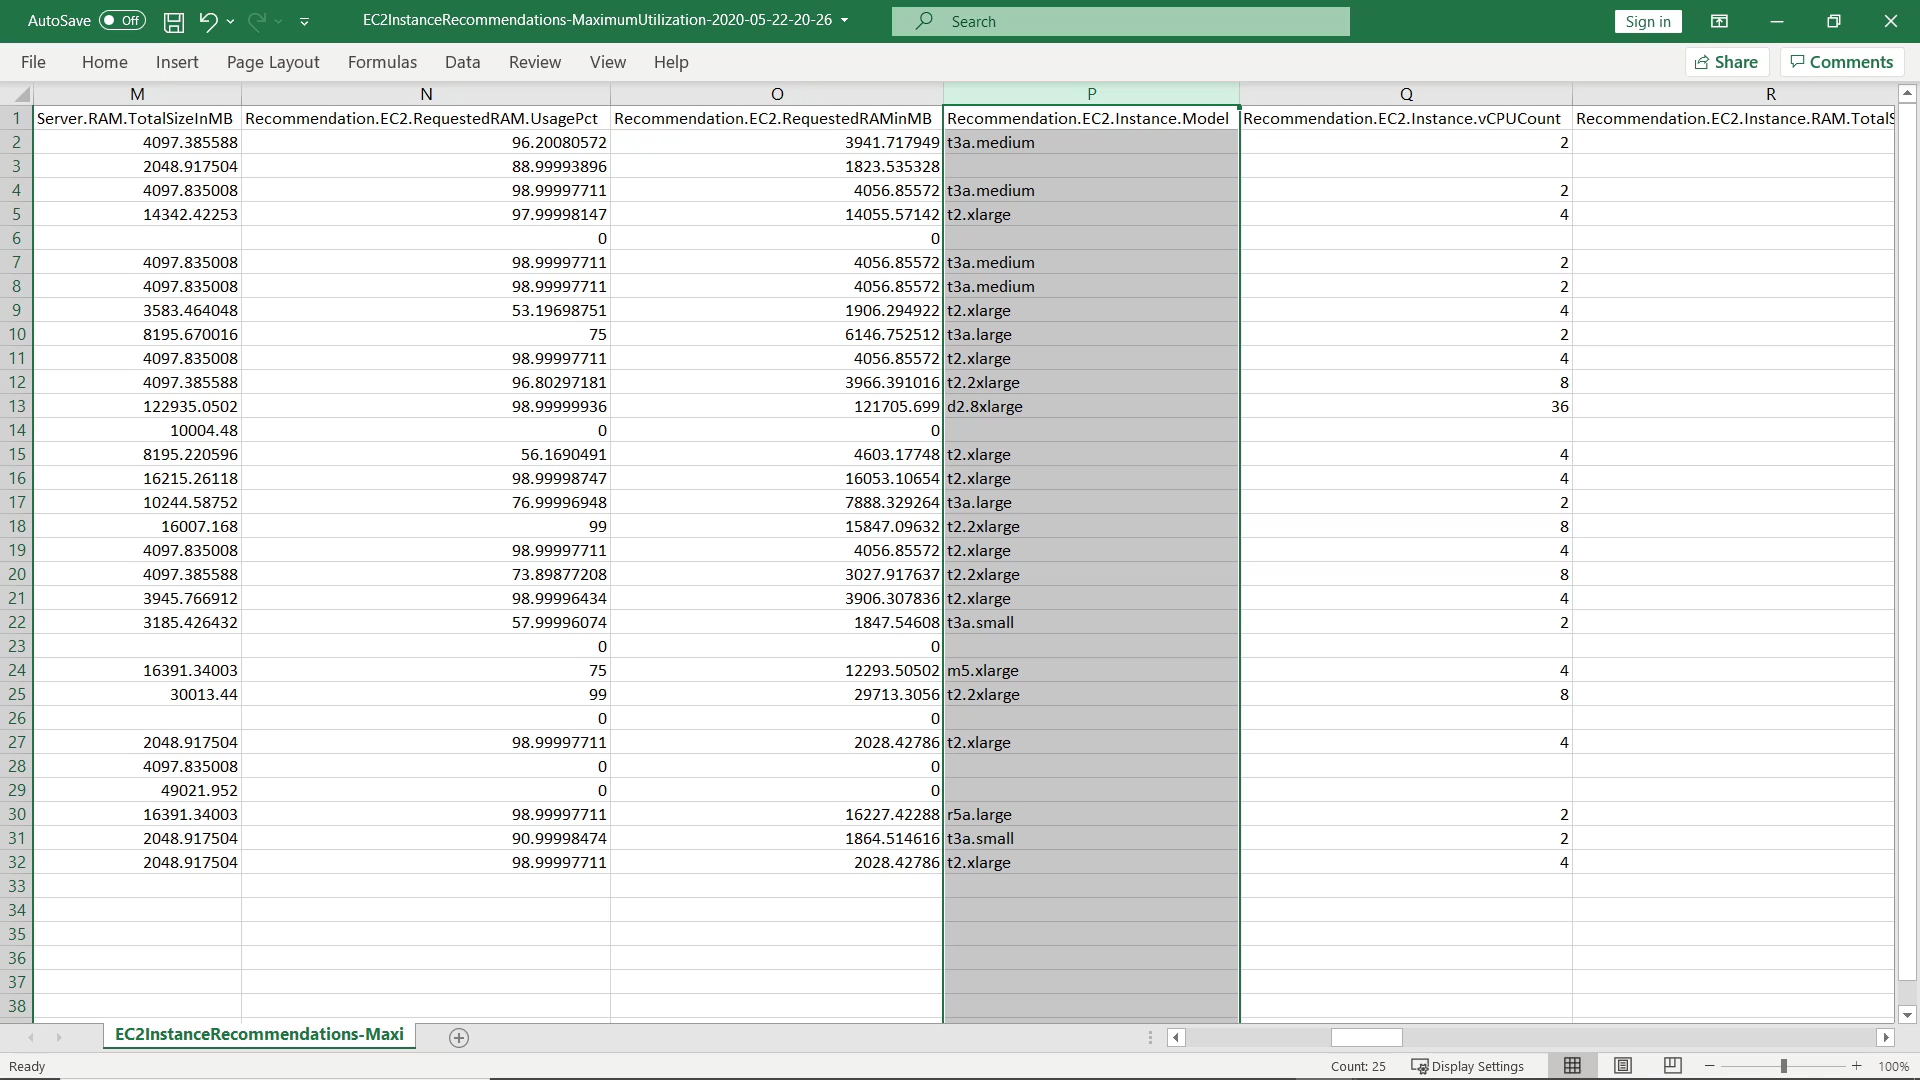 AutoSave Off EC2InstanceRecommendations-MaximumUtilization-2020-05-22-20-26 Search Sign in
File Home Insert Page Layout Formulas Data Review View Help Share Comments
M N O P Q R
1 Server.RAM.TotalSizeInMB Recommendation.EC2.RequestedRAM.UsagePct Recommendation.EC2.RequestedRAMinMB Recommendation.EC2.Instance.Model Recommendation.EC2.Instance.vCPUCount Recommendation.EC2.Instance.RAM.TotalS
2 4097.385588 96.20080572 3941.717949 t3a.medium 2
3 2048.917504 88.99993896 1823.535328
4 4097.835008 98.99997711 4056.85572 t3a.medium 2
5 14342.42253 97.99998147 14055.57142 t2.xlarge 4
6 0 0
7 4097.835008 98.99997711 4056.85572 t3a.medium 2
8 4097.835008 98.99997711 4056.85572 t3a.medium 2
9 3583.464048 53.19698751 1906.294922 t2.xlarge 4
10 8195.670016 75 6146.752512 t3a.large 2
11 4097.835008 98.99997711 4056.85572 t2.xlarge 4
12 4097.385588 96.80297181 3966.391016 t2.2xlarge 8
13 122935.0502 98.99999936 121705.699 d2.8xlarge 36
14 10004.48 0 0
15 8195.220596 56.1690491 4603.17748 t2.xlarge 4
16 16215.26118 98.99998747 16053.10654 t2.xlarge 4
17 10244.58752 76.99996948 7888.329264 t3a.large 2
18 16007.168 99 15847.09632 t2.2xlarge 8
19 4097.835008 98.99997711 4056.85572 t2.xlarge 4
20 4097.385588 73.89877208 3027.917637 t2.2xlarge 8
21 3945.766912 98.99996434 3906.307836 t2.xlarge 4
22 3185.426432 57.99996074 1847.54608 t3a.small 2
23 0 0
24 16391.34003 75 12293.50502 m5.xlarge 4
25 30013.44 99 29713.3056 t2.2xlarge 8
26 0 0
27 2048.917504 98.99997711 2028.42786 t2.xlarge 4
28 4097.835008 0 0
29 49021.952 0 0
30 16391.34003 98.99997711 16227.42288 r5a.large 2
31 2048.917504 90.99998474 1864.514616 t3a.small 2
32 2048.917504 98.99997711 2028.42786 t2.xlarge 4
33
34
35
36
37
38
EC2InstanceRecommendations-Maxi
Ready Count: 25 Display Settings 100%